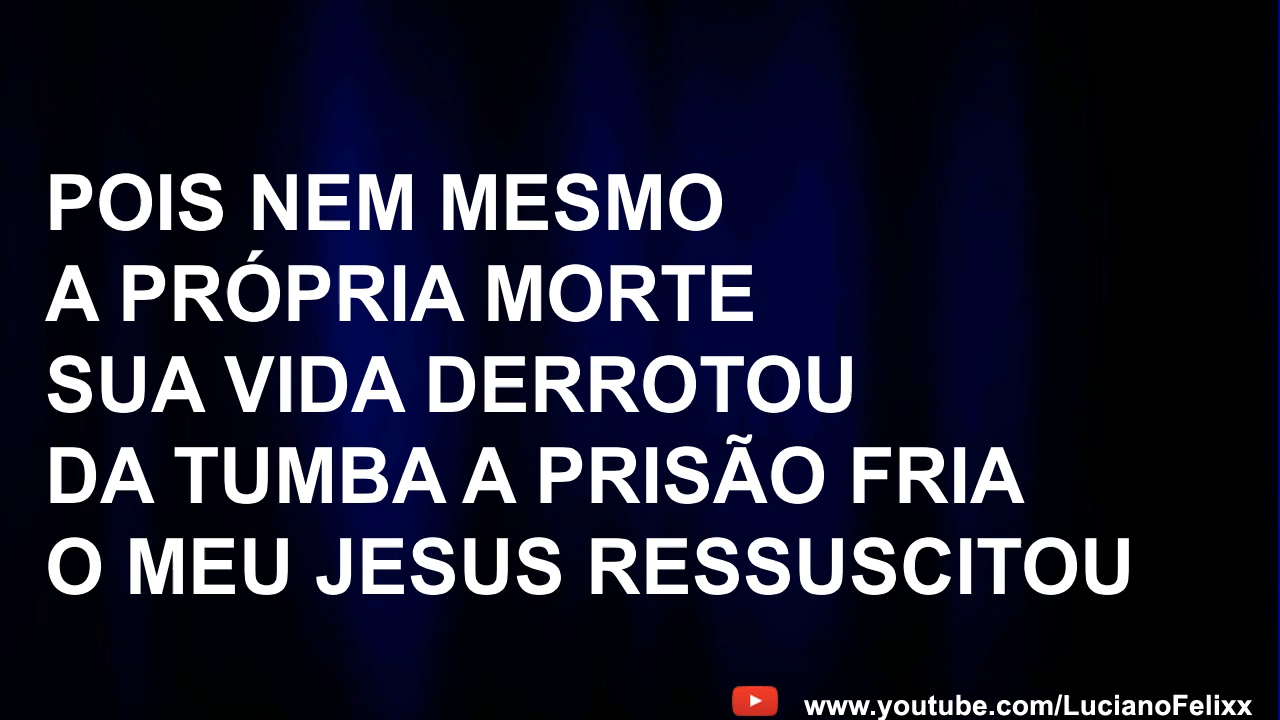 POIS NEM MESMO
A PRÓPRIA MORTE
SUA VIDA DERROTOU
DA TUMBA A PRISÃO FRIA
O MEU JESUS RESSUSCITOU
www.youtube.com/LucianoFelixx